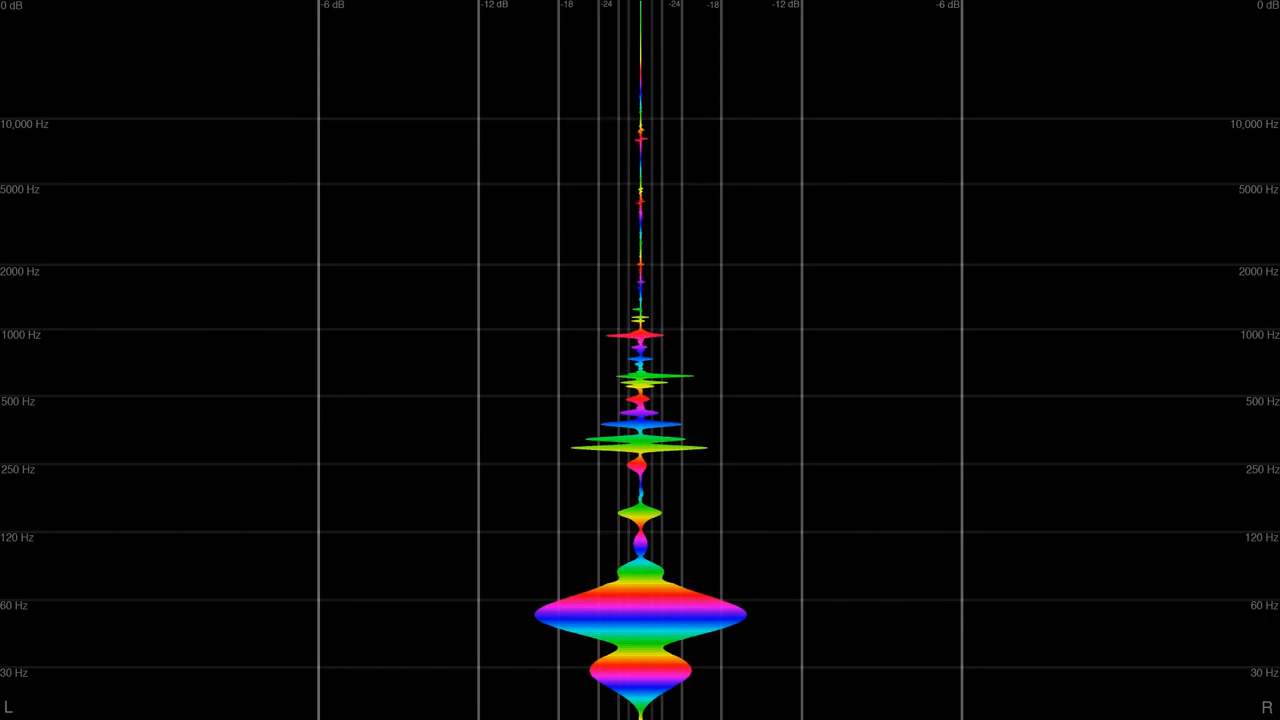 0 dB -6 dB -12 dB -18 -24 -24 -18 -12 dB -6 dB 0 dB
10,000 Hz 10,000 Hz
5000 Hz 5000 Hz
2000 Hz 2000 Hz
1000 Hz 1000 Hz
500 Hz 500 Hz
250 Hz 250 Hz
120 Hz 120 Hz
60 Hz 60 Hz
30 Hz 30 Hz
L R